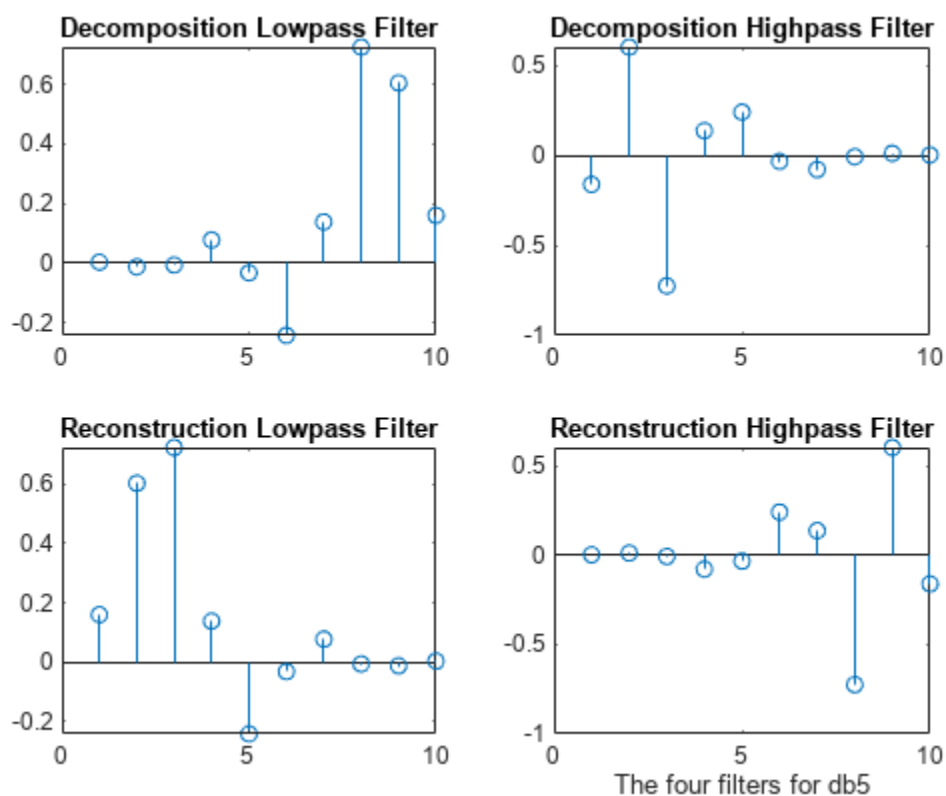 Decomposition Lowpass Filter
0.6
0.4
0.2
0
-0.2
0 5 10
Decomposition Highpass Filter
0.5
0
-0.5
-1
0 5 10
Reconstruction Lowpass Filter
0.6
0.4
0.2
0
-0.2
0 5 10
Reconstruction Highpass Filter
0.5
0
-0.5
-1
0 5 10
The four filters for db5